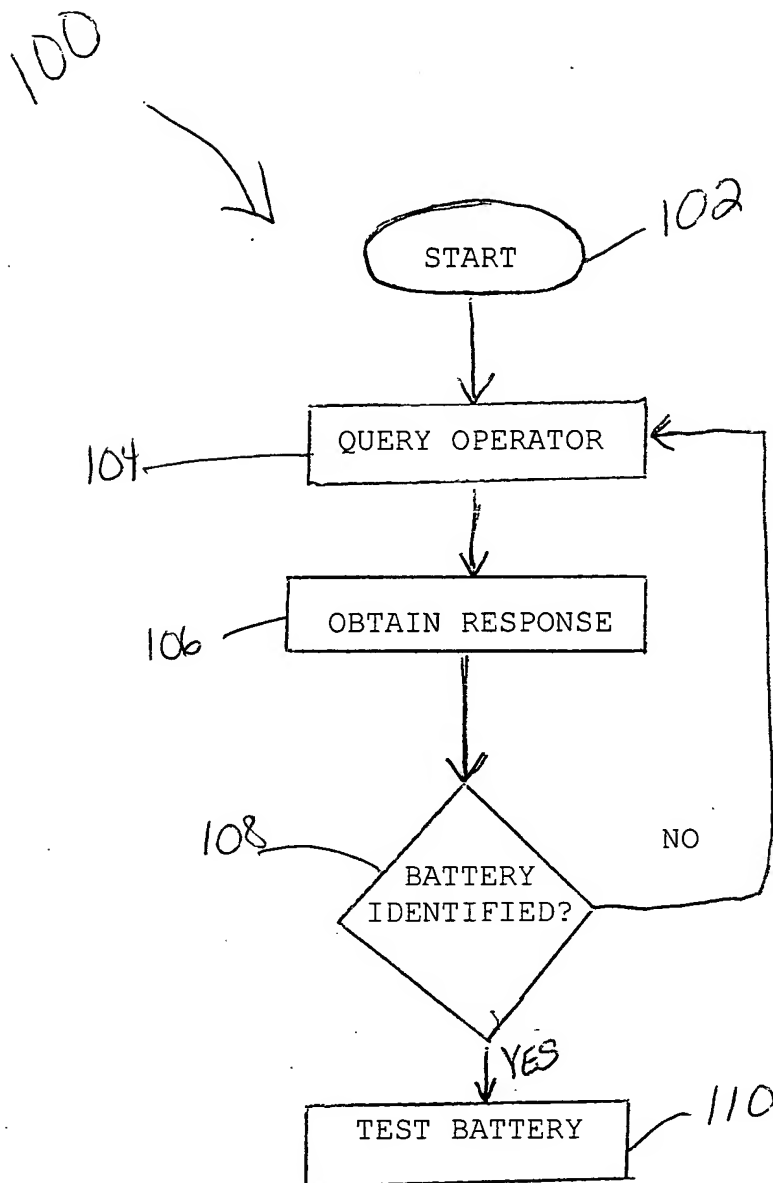 100
START
102
QUERY OPERATOR
104
OBTAIN RESPONSE
106
108
BATTERY
IDENTIFIED?
NO
YES
TEST BATTERY
110